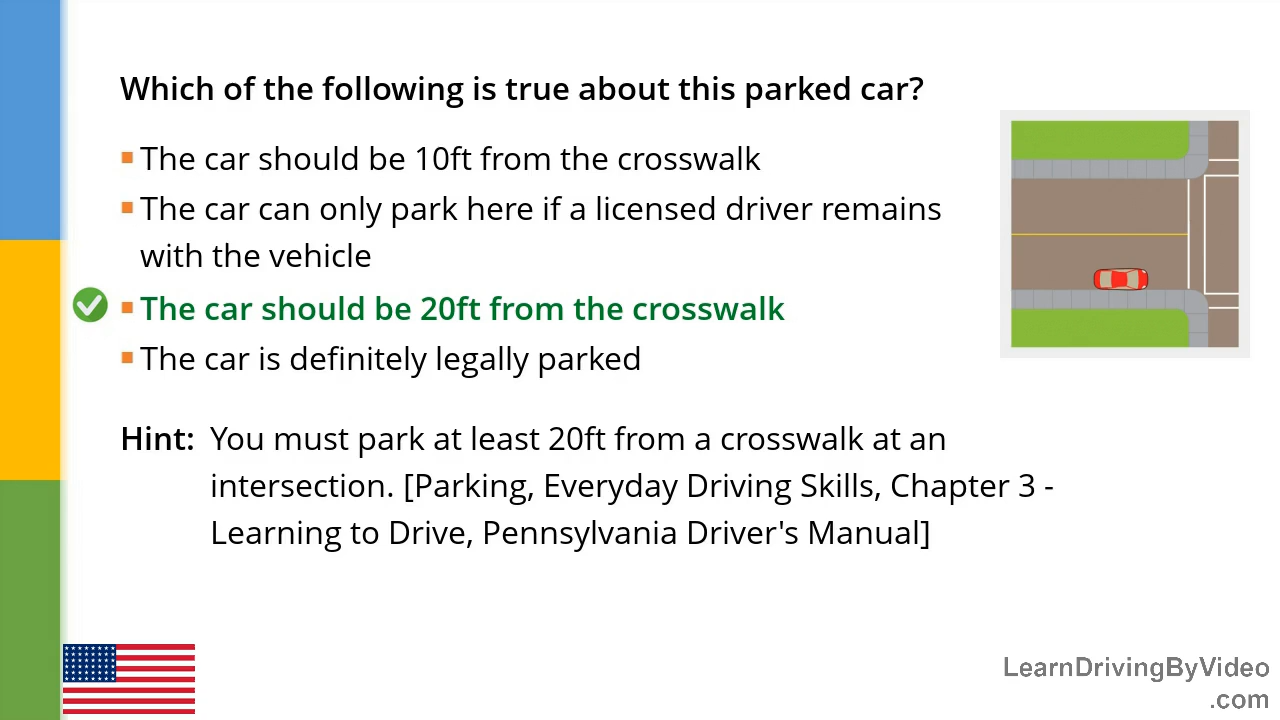 Which of the following is true about this parked car?
The car should be 10ft from the crosswalk
The car can only park here if a licensed driver remains
with the vehicle
The car should be 20ft from the crosswalk
The car is definitely legally parked
Hint: You must park at least 20ft from a crosswalk at an
intersection. [Parking, Everyday Driving Skills, Chapter 3 -
Learning to Drive, Pennsylvania Driver's Manual]
LearnDrivingByVideo
.com